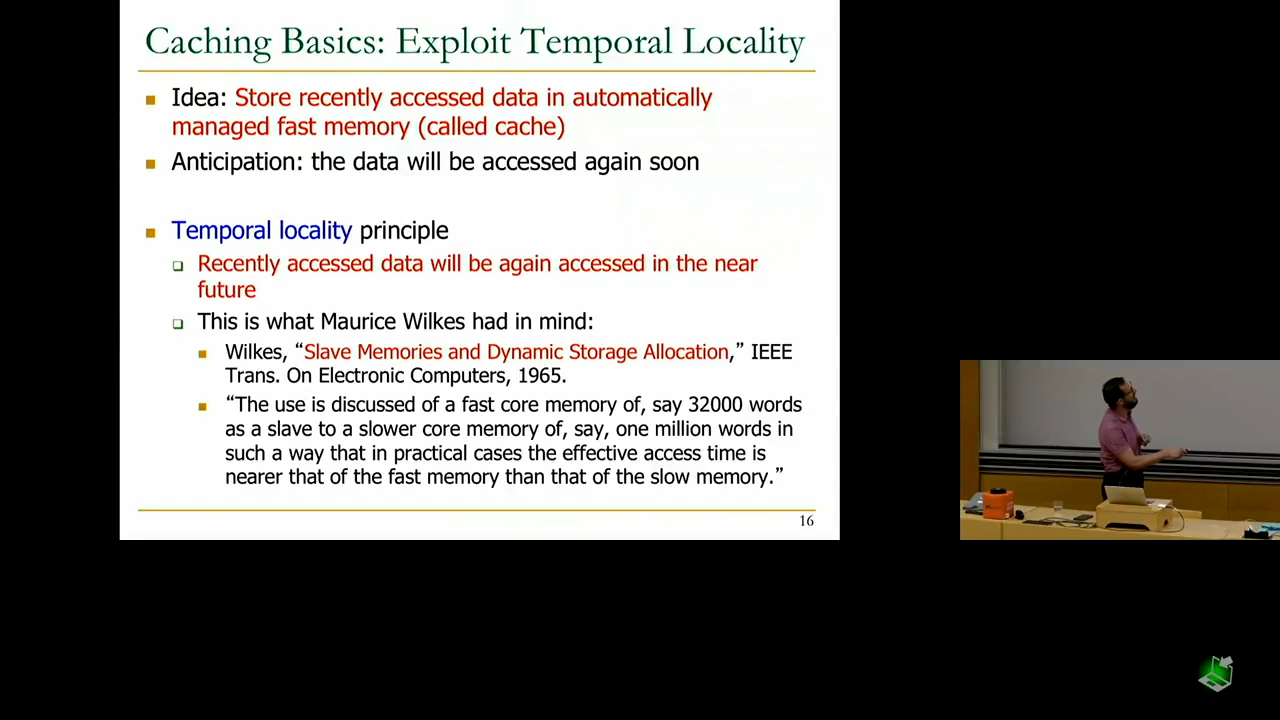 Caching Basics: Exploit Temporal Locality
Idea: Store recently accessed data in automatically
managed fast memory (called cache)
Anticipation: the data will be accessed again soon
Temporal locality principle
Recently accessed data will be again accessed in the near
future
This is what Maurice Wilkes had in mind:
Wilkes, “Slave Memories and Dynamic Storage Allocation,” IEEE
Trans. On Electronic Computers, 1965.
“The use is discussed of a fast core memory of, say 32000 words
as a slave to a slower core memory of, say, one million words in
such a way that in practical cases the effective access time is
nearer that of the fast memory than that of the slow memory.”
16